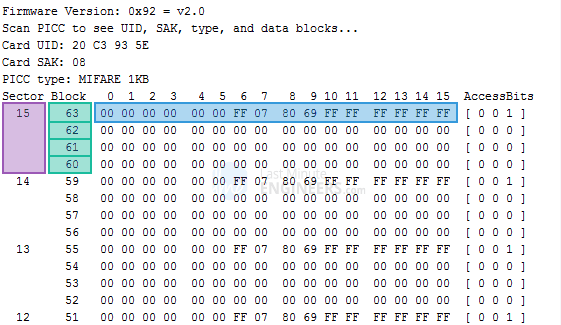 Firmware Version: 0x92 = v2.0
Scan PICC to see UID, SAK, type, and data blocks...
Card UID: 20 C3 93 5E
Card SAK: 08
PICC type: MIFARE 1KB
Sector Block 0 1 2 3 4 5 6 7 8 9 10 11 12 13 14 15 AccessBits
15 63 00 00 00 00 00 00 FF 07 80 69 FF FF FF FF FF FF [ 0 0 1 ]
62 00 00 00 00 00 00 00 00 00 00 00 00 00 00 00 00 [ 0 0 0 ]
61 00 00 00 00 00 00 00 00 00 00 00 00 00 00 00 00 [ 0 0 0 ]
60 00 00 00 00 00 00 00 00 00 00 00 00 00 00 00 00 [ 0 0 0 ]
14 59 00 00 00 00 00 00 FF 07 80 69 FF FF FF FF FF FF [ 0 0 1 ]
Last Minute
ENGINEERS.com
58 00 00 00 00 00 00 00 00 00 00 00 00 00 00 00 00 [ 0 0 0 ]
57 00 00 00 00 00 00 00 00 00 00 00 00 00 00 00 00 [ 0 0 0 ]
56 00 00 00 00 00 00 00 00 00 00 00 00 00 00 00 00 [ 0 0 0 ]
13 55 00 00 00 00 00 00 FF 07 80 69 FF FF FF FF FF FF [ 0 0 1 ]
54 00 00 00 00 00 00 00 00 00 00 00 00 00 00 00 00 [ 0 0 0 ]
53 00 00 00 00 00 00 00 00 00 00 00 00 00 00 00 00 [ 0 0 0 ]
52 00 00 00 00 00 00 00 00 00 00 00 00 00 00 00 00 [ 0 0 0 ]
12 51 00 00 00 00 00 00 FF 07 80 69 FF FF FF FF FF FF [ 0 0 1 ]